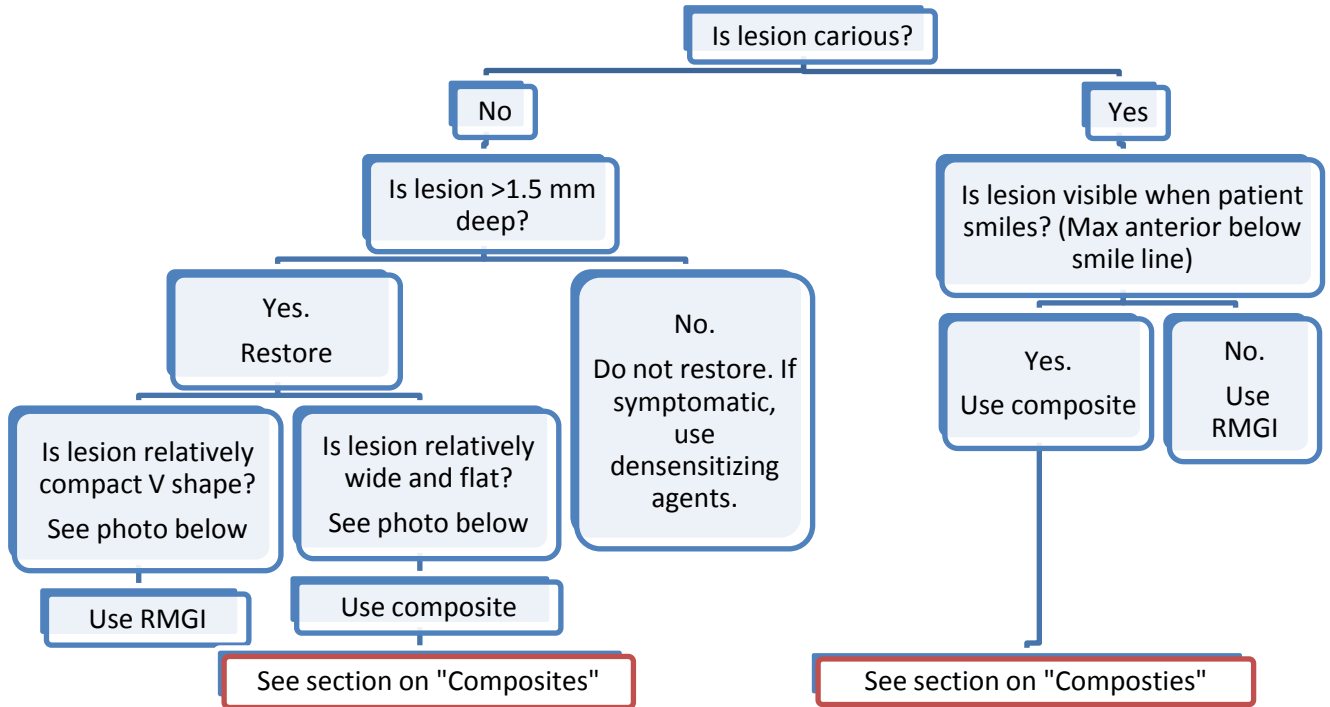 Is lesion carious?
No
Yes
Is lesion >1.5 mm
deep?
Is lesion visible when patient
smiles? (Max anterior below
smile line)
Yes.
Restore
No.
Do not restore. If
symptomatic,
use
densensitizing
agents.
Yes.
Use composite
No.
Use
RMGI
Is lesion relatively
compact V shape?
See photo below
Is lesion relatively
wide and flat?
See photo below
Use RMGI
Use composite
See section on "Composites"
See section on "Composties"